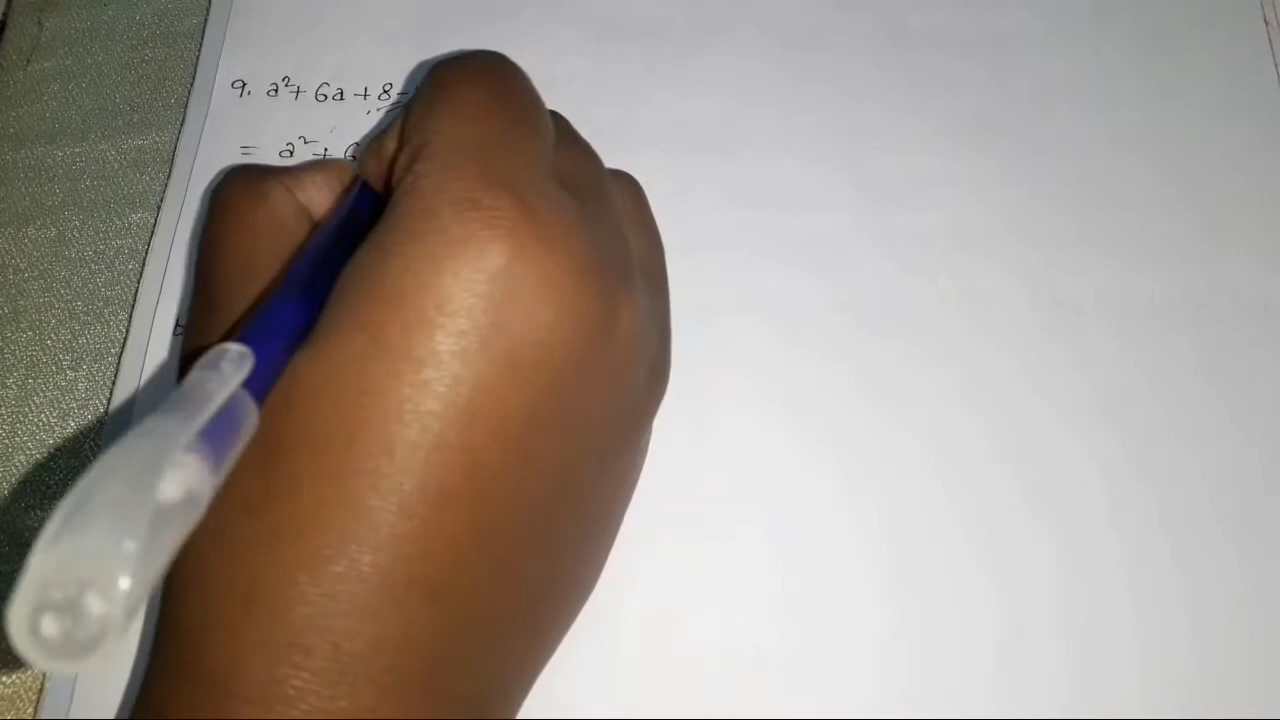 9. a²+ 6a + 8 -
= a² + 6